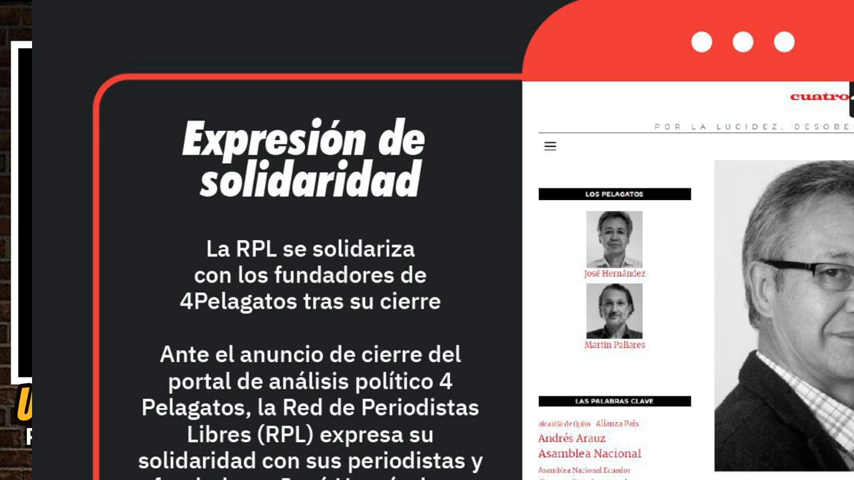 Expresión de
solidaridad
La RPL se solidariza
con los fundadores de
4Pelagatos tras su cierre
Ante el anuncio de cierre del
portal de análisis político 4
Pelagatos, la Red de Periodistas
Libres (RPL) expresa su
solidaridad con sus periodistas y
cuatro
POR LA LUCIDEZ, DESOBE
LOS PELAGATOS
José Hernández
Martín Pallares
LAS PALABRAS CLAVE
alcaldía de Quito Alianza País
Andrés Arauz
Asamblea Nacional
Asamblea Nacional Ecuador